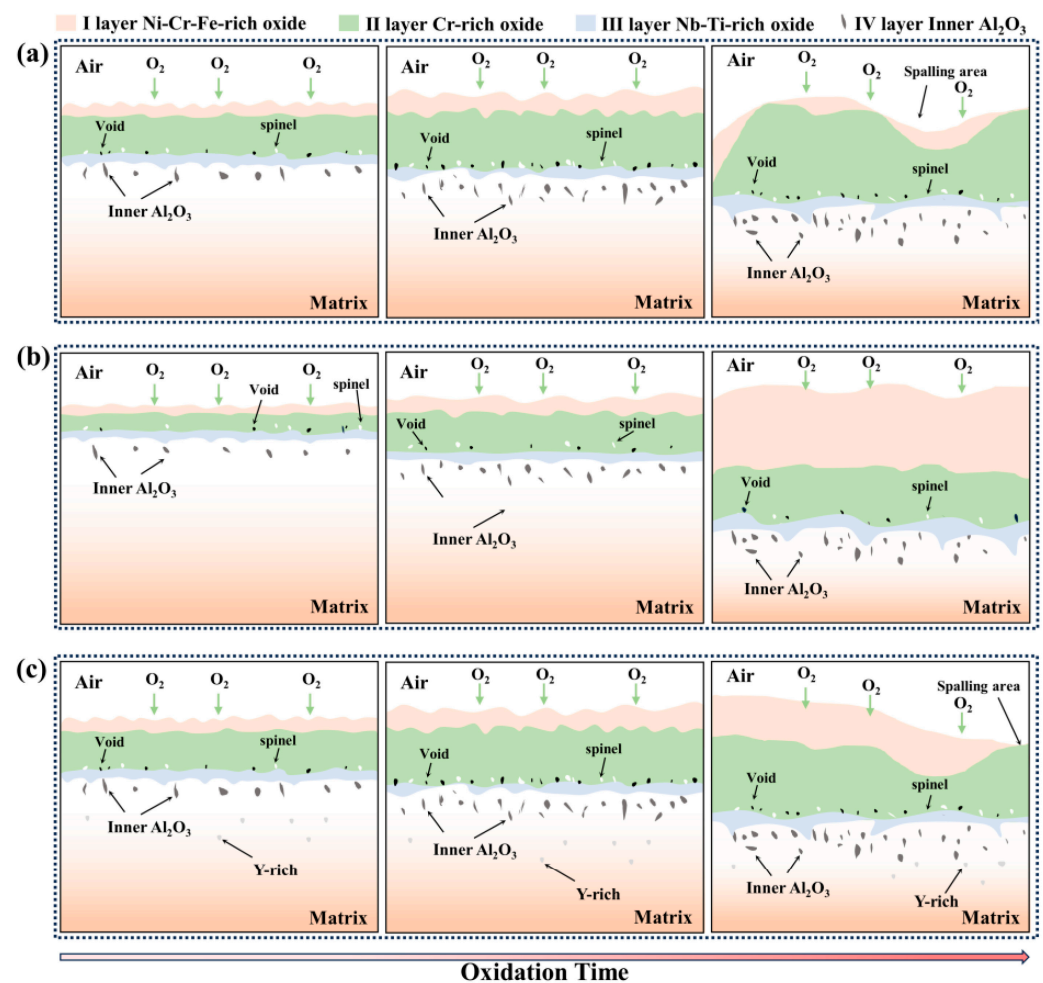 I layer Ni-Cr-Fe-rich oxide II layer Cr-rich oxide III layer Nb-Ti-rich oxide IV layer Inner Al₂O₃
(a)
Air O₂ O₂ O₂
Void spinel
Inner Al₂O₃
Matrix
Air O₂ O₂ O₂
Void spinel
Inner Al₂O₃
Matrix
Air O₂ O₂ Spalling area
O₂
Void spinel
Inner Al₂O₃
Matrix
(b)
Air O₂ O₂ O₂
Void spinel
Inner Al₂O₃
Matrix
Air O₂ O₂ O₂
Void spinel
Inner Al₂O₃
Matrix
Air O₂ O₂ O₂
Void spinel
Inner Al₂O₃
Matrix
(c)
Air O₂ O₂ O₂
Void spinel
Inner Al₂O₃
Y-rich
Matrix
Air O₂ O₂ O₂
Void spinel
Inner Al₂O₃
Y-rich
Matrix
Air O₂ O₂ Spalling area
O₂
Void spinel
Inner Al₂O₃
Y-rich
Matrix
Oxidation Time